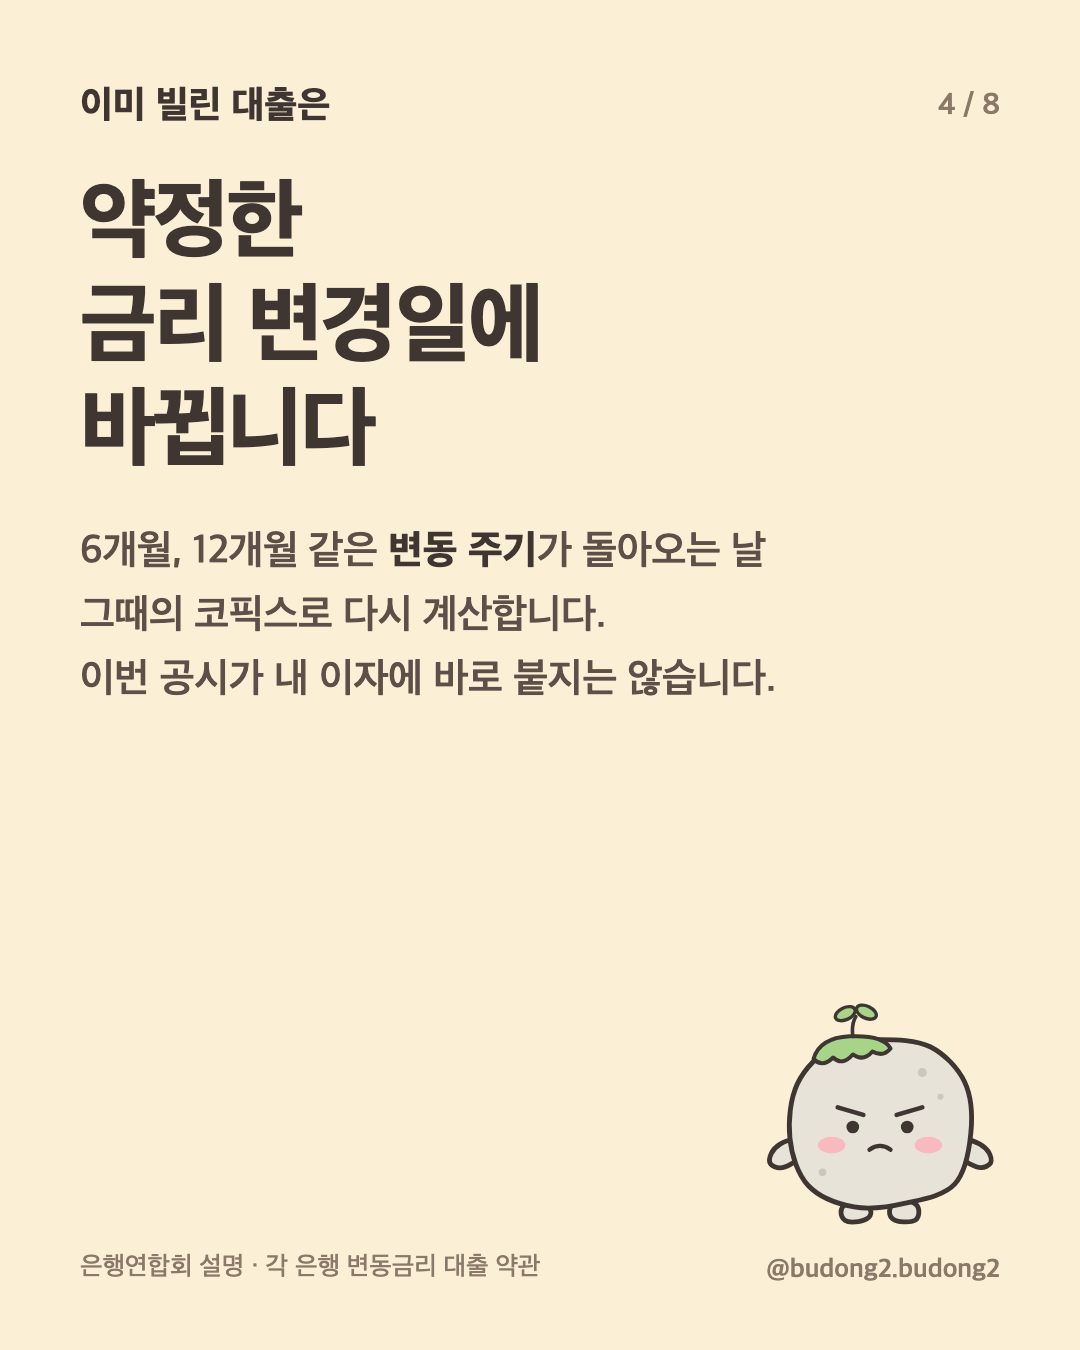 이미 빌린 대출은
4 / 8
약정한
금리 변경일에
바뀝니다
6개월, 12개월 같은 변동 주기가 돌아오는 날
그때의 코픽스로 다시 계산합니다.
이번 공시가 내 이자에 바로 붙지는 않습니다.
은행연합회 설명 · 각 은행 변동금리 대출 약관
@budong2.budong2